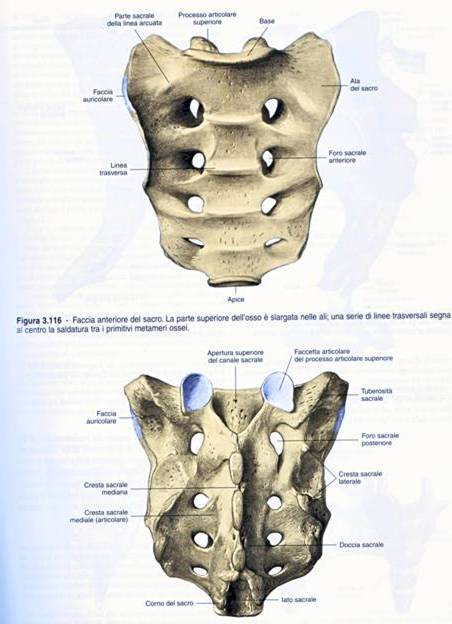 Parte sacrale
della linea arcuata
Processo articolare
superiore
Base
Faccia
auricolare
Ala
del sacro
Linea
trasversa
Foro sacrale
anteriore
Apice
Figura 3.116 - Faccia anteriore del sacro. La parte superiore dell'osso è slargata nelle ali; una serie di linee trasversali segna
al centro la saldatura tra i primitivi metameri ossei.
Apertura superiore
del canale sacrale
Faccetta articolare
del processo articolare superiore
Tuberosità
sacrale
Faccia
auricolare
Foro sacrale
posteriore
Cresta sacrale
laterale
Cresta sacrale
mediana
Cresta sacrale
mediale (articolare)
Doccia sacrale
Corno del sacro
Iato sacrale